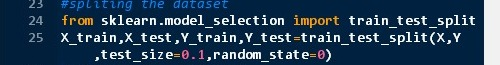 23 #spliting the dataset
24 from sklearn.model_selection import train_test_split
25 X_train,X_test,Y_train,Y_test=train_test_split(X,Y
,test_size=0.1,random_state=0)